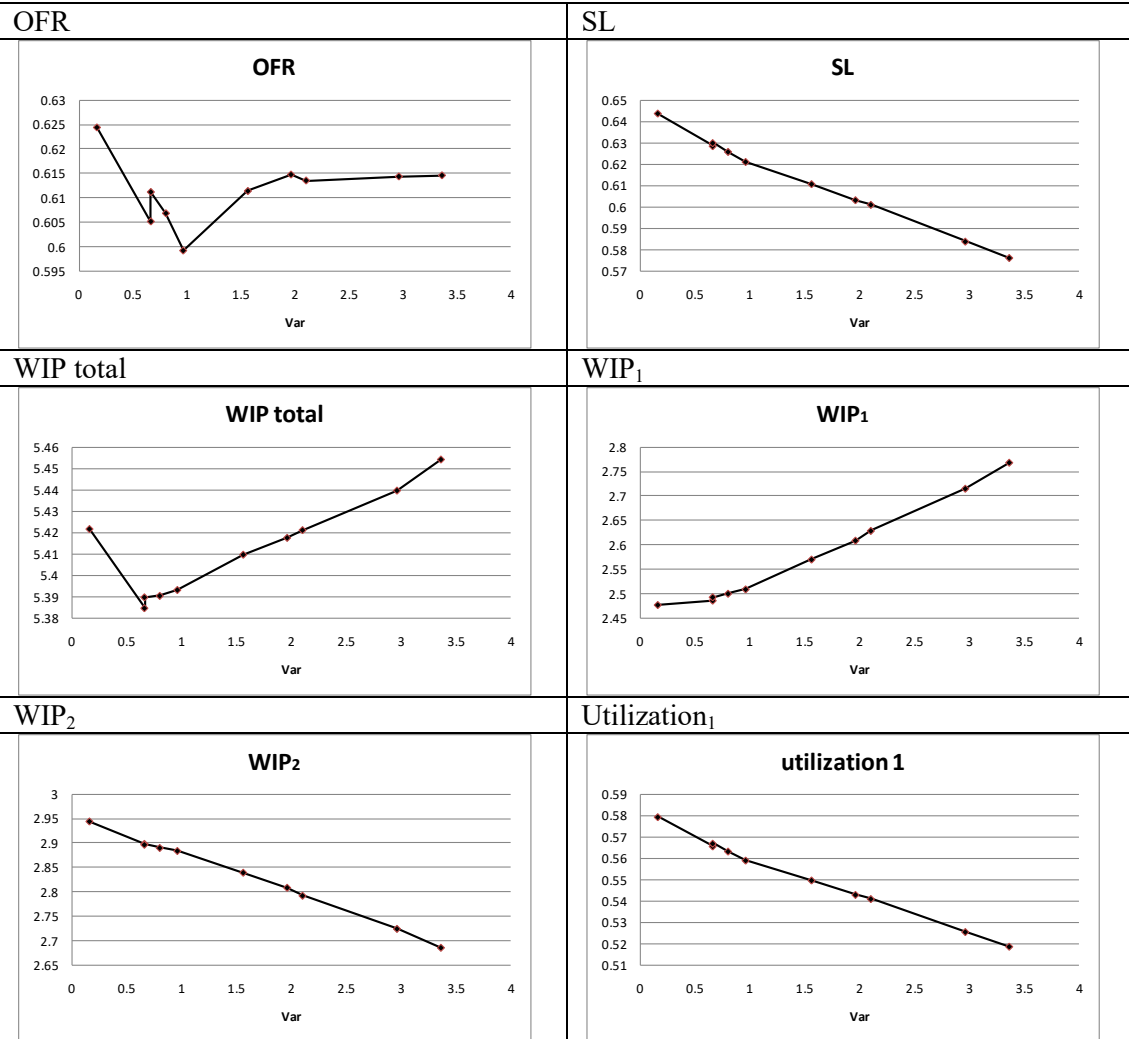 OFR
SL
OFR
0.63
0.625
0.62
0.615
0.61
0.605
0.6
0.595
0 0.5 1 1.5 2 2.5 3 3.5 4
Var
SL
0.65
0.64
0.63
0.62
0.61
0.6
0.59
0.58
0.57
0 0.5 1 1.5 2 2.5 3 3.5 4
Var
WIP total
WIP₁
WIP total
5.46
5.45
5.44
5.43
5.42
5.41
5.4
5.39
5.38
0 0.5 1 1.5 2 2.5 3 3.5 4
Var
WIP₁
2.8
2.75
2.7
2.65
2.6
2.55
2.5
2.45
0 0.5 1 1.5 2 2.5 3 3.5 4
Var
WIP₂
Utilization₁
WIP₂
3
2.95
2.9
2.85
2.8
2.75
2.7
2.65
0 0.5 1 1.5 2 2.5 3 3.5 4
Var
utilization 1
0.59
0.58
0.57
0.56
0.55
0.54
0.53
0.52
0.51
0 0.5 1 1.5 2 2.5 3 3.5 4
Var